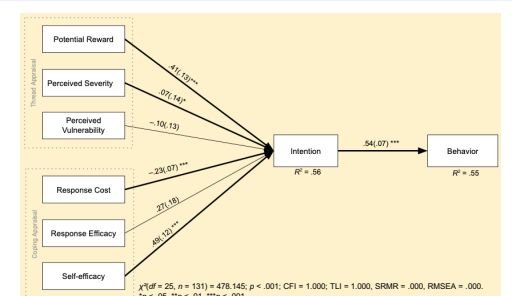 Thread Appraisal
Potential Reward
Perceived Severity
Perceived
Vulnerability
Coping Appraisal
Response Cost
Response Efficacy
Self-efficacy
.41(.13)***
.07(.14)*
−.10(.13)
−.23(.07) ***
.27(.18)
.49(.12) ***
Intention
R² = .56
.54(.07) ***
Behavior
R² = .55
χ²(df = 25, n = 131) = 478.145; p < .001; CFI = 1.000; TLI = 1.000, SRMR = .000, RMSEA = .000.
*p < .05, **p < .01, ***p < .001